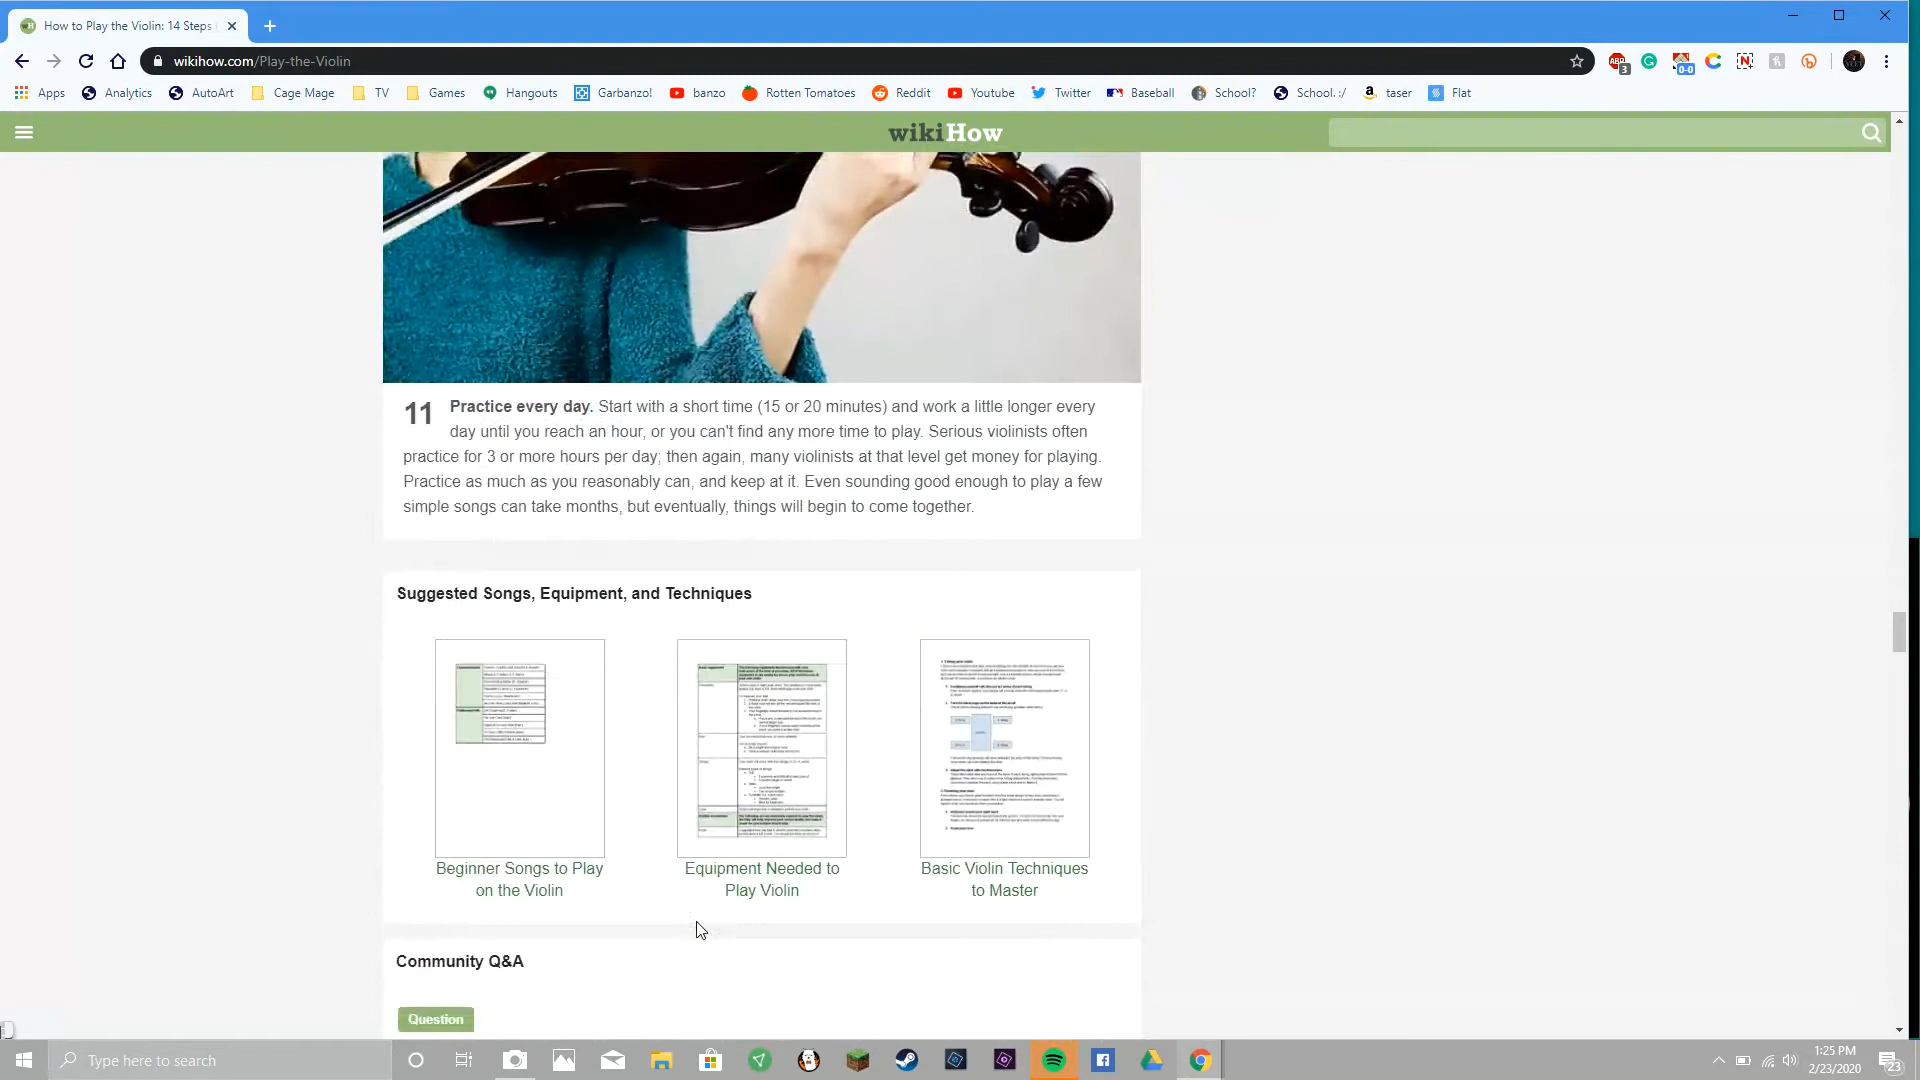 How to Play the Violin: 14 Steps
wikihow.com/Play-the-Violin
ABP
3
0-0
Apps
Analytics
AutoArt
Cage Mage
TV
Games
Hangouts
Garbanzo!
banzo
Rotten Tomatoes
Reddit
Youtube
Twitter
Baseball
School?
School. :/
taser
Flat
wikiHow
11
Practice every day. Start with a short time (15 or 20 minutes) and work a little longer every
day until you reach an hour, or you can't find any more time to play. Serious violinists often
practice for 3 or more hours per day; then again, many violinists at that level get money for playing.
Practice as much as you reasonably can, and keep at it. Even sounding good enough to play a few
simple songs can take months, but eventually, things will begin to come together.
Suggested Songs, Equipment, and Techniques
Beginner Songs to Play
on the Violin
Equipment Needed to
Play Violin
Basic Violin Techniques
to Master
Community Q&A
Question
Type here to search
1:25 PM
2/23/2020
23